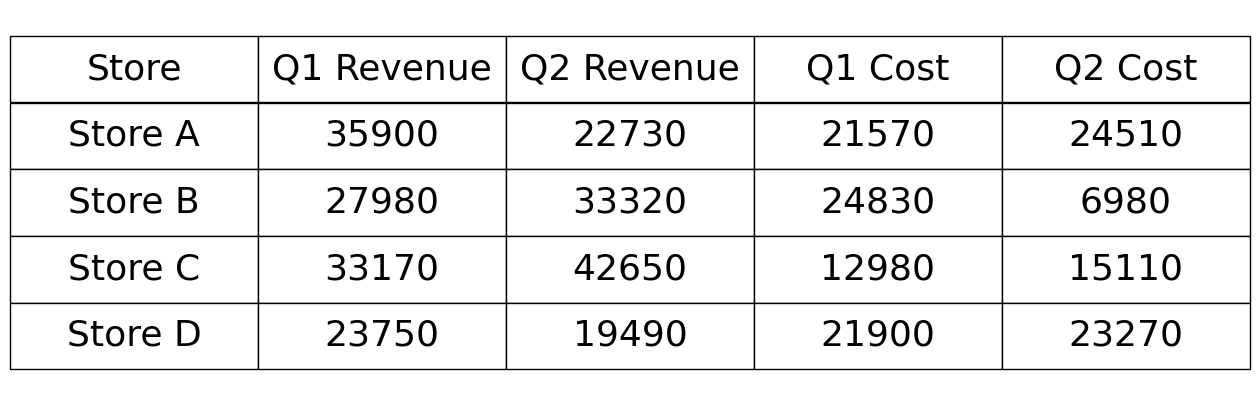 Store Q1 Revenue Q2 Revenue Q1 Cost Q2 Cost
Store A 35900 22730 21570 24510
Store B 27980 33320 24830 6980
Store C 33170 42650 12980 15110
Store D 23750 19490 21900 23270